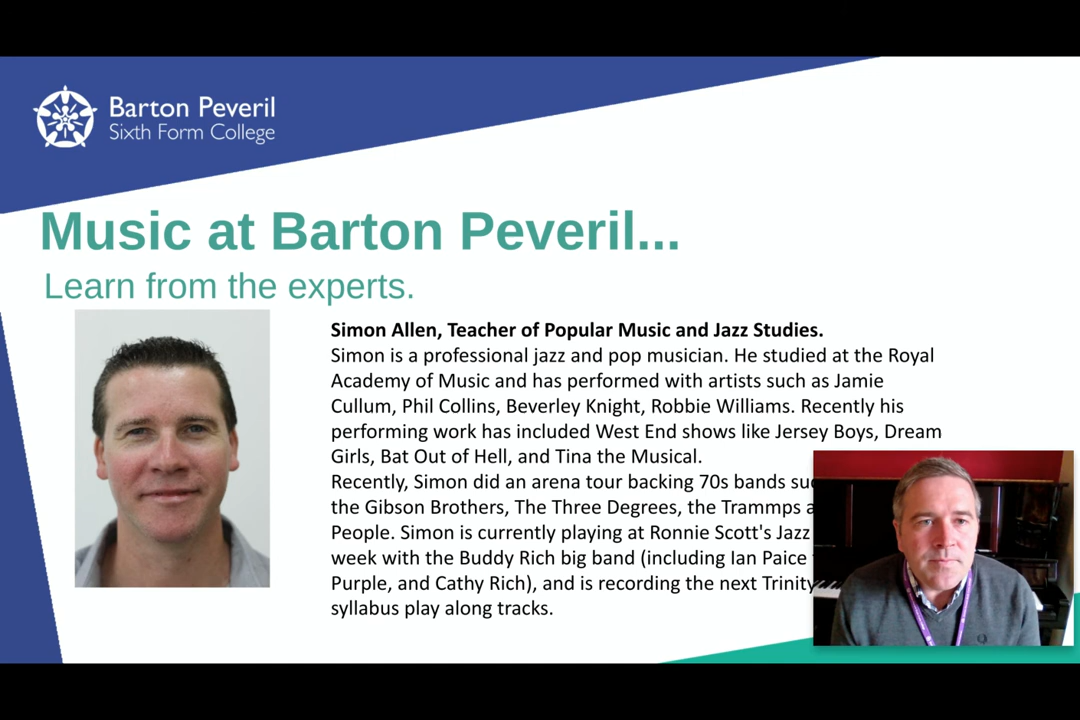 Barton Peveril
Sixth Form College
Music at Barton Peveril...
Learn from the experts.
Simon Allen, Teacher of Popular Music and Jazz Studies.
Simon is a professional jazz and pop musician. He studied at the Royal
Academy of Music and has performed with artists such as Jamie
Cullum, Phil Collins, Beverley Knight, Robbie Williams. Recently his
performing work has included West End shows like Jersey Boys, Dream
Girls, Bat Out of Hell, and Tina the Musical.
Recently, Simon did an arena tour backing 70s bands
the Gibson Brothers, The Three Degrees, the Trammps
People. Simon is currently playing at Ronnie Scott's Jazz
week with the Buddy Rich big band (including Ian Paice
Purple, and Cathy Rich), and is recording the next Trinity
syllabus play along tracks.